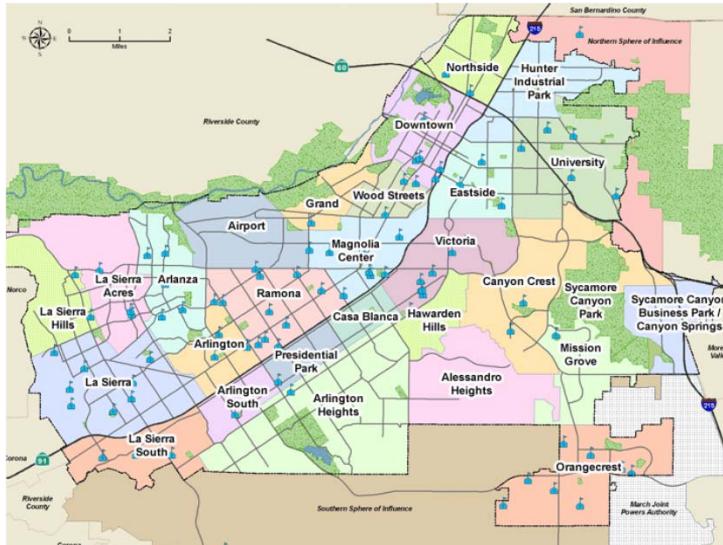 San Bernardino County
N
W
E
S
0
1
2
Miles
215
Northern Sphere of Influence
60
Northside
Hunter
Industrial
Park
Riverside County
Downtown
University
Wood Streets
Eastside
Grand
Airport
Magnolia
Center
Victoria
Norco
La Sierra
Acres
Arlanza
Ramona
Canyon Crest
Sycamore
Canyon
Park
Sycamore Canyo
Business Park /
Canyon Springs
La Sierra
Hills
Casa Blanca
Hawarden
Hills
Arlington
Presidential
Park
Mission
Grove
More
Valle
La Sierra
Arlington
South
Arlington
Heights
Alessandro
Heights
215
La Sierra
South
Corona
91
Orangecrest
Riverside
County
Southern Sphere of Influence
March Joint
Powers Authority
Corona